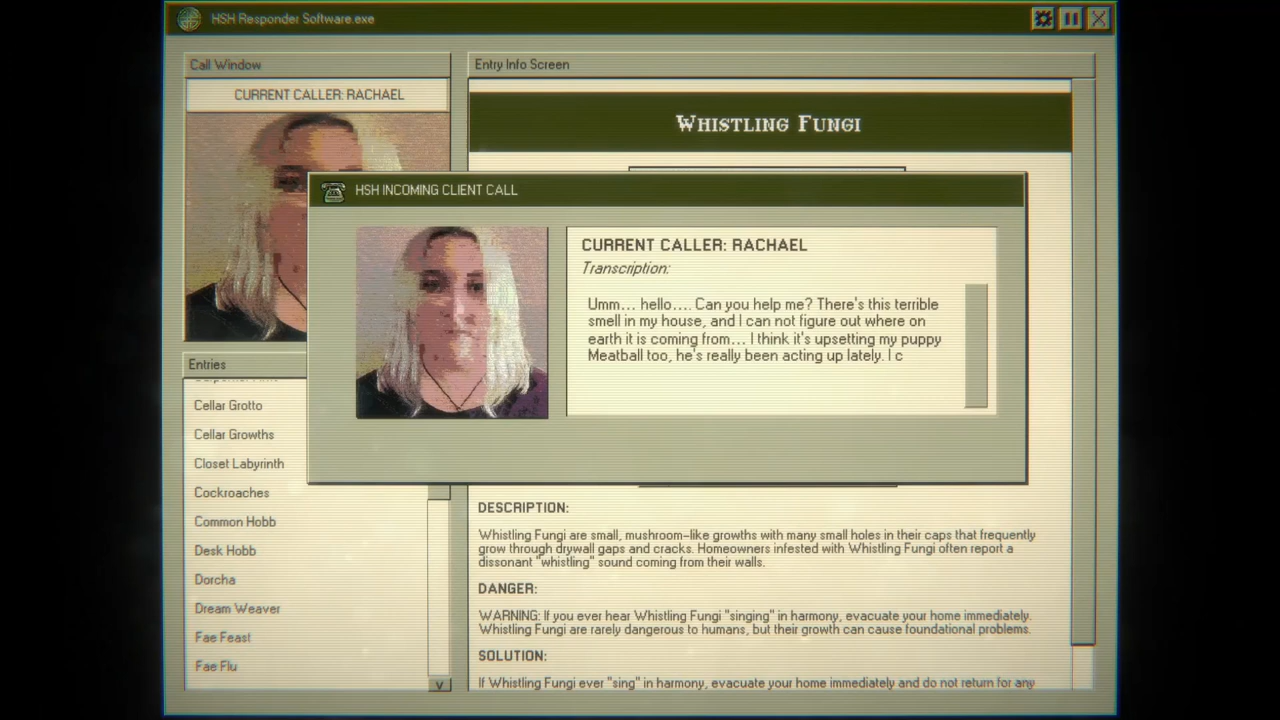 HSH Responder Software.exe
Call Window
CURRENT CALLER: RACHAEL
Entry Info Screen
Whistling Fungi
HSH INCOMING CLIENT CALL
CURRENT CALLER: RACHAEL
Transcription:
Umm... hello.... Can you help me? There's this terrible
smell in my house, and I can not figure out where on
earth it is coming from... I think it's upsetting my puppy
Meatball too, he's really been acting up lately. I c
Entries
Cellar Grotto
Cellar Growths
Closet Labyrinth
Cockroaches
Common Hobb
Desk Hobb
Dorcha
Dream Weaver
Fae Feast
Fae Flu
V
DESCRIPTION:
Whistling Fungi are small, mushroom-like growths with many small holes in their caps that frequently
grow through drywall gaps and cracks. Homeowners infested with Whistling Fungi often report a
dissonant "whistling" sound coming from their walls.
DANGER:
WARNING: If you ever hear Whistling Fungi "singing" in harmony, evacuate your home immediately.
Whistling Fungi are rarely dangerous to humans, but their growth can cause foundational problems.
SOLUTION:
If Whistling Fungi ever "sing" in harmony, evacuate your home immediately and do not return for any